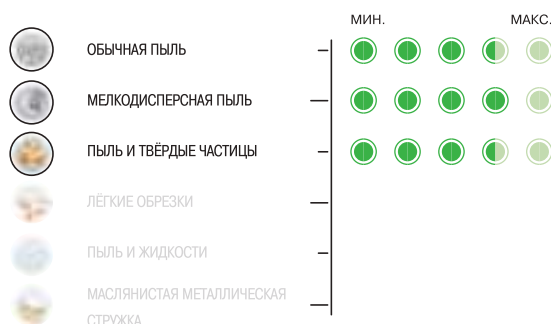 МИН. МАКС.
ОБЫЧНАЯ ПЫЛЬ
МЕЛКОДИСПЕРСНАЯ ПЫЛЬ
ПЫЛЬ И ТВЁРДЫЕ ЧАСТИЦЫ
ЛЁГКИЕ ОБРЕЗКИ
ПЫЛЬ И ЖИДКОСТИ
МАСЛЯНИСТАЯ МЕТАЛЛИЧЕСКАЯ
СТРУЖКА